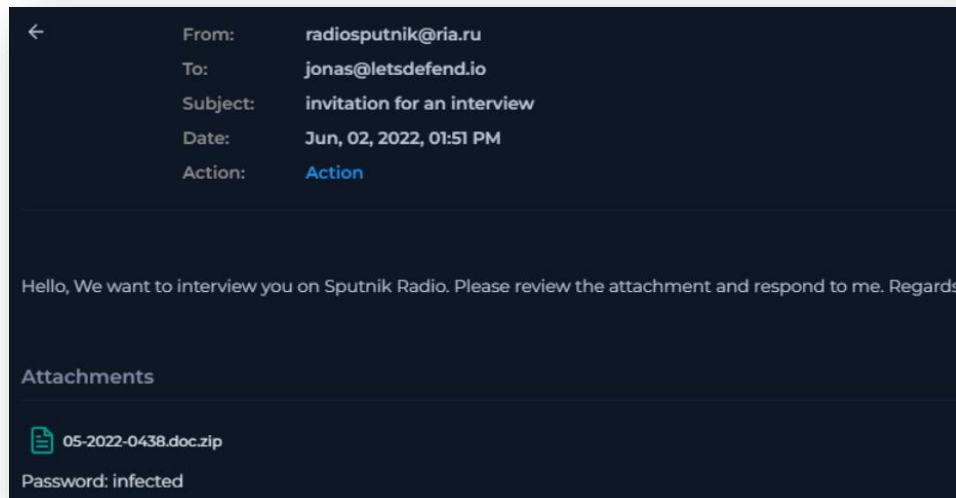 From: radiosputnik@ria.ru
To: jonas@letsdefend.io
Subject: invitation for an interview
Date: Jun, 02, 2022, 01:51 PM
Action: Action
Hello, We want to interview you on Sputnik Radio. Please review the attachment and respond to me. Regards
Attachments
05-2022-0438.doc.zip
Password: infected